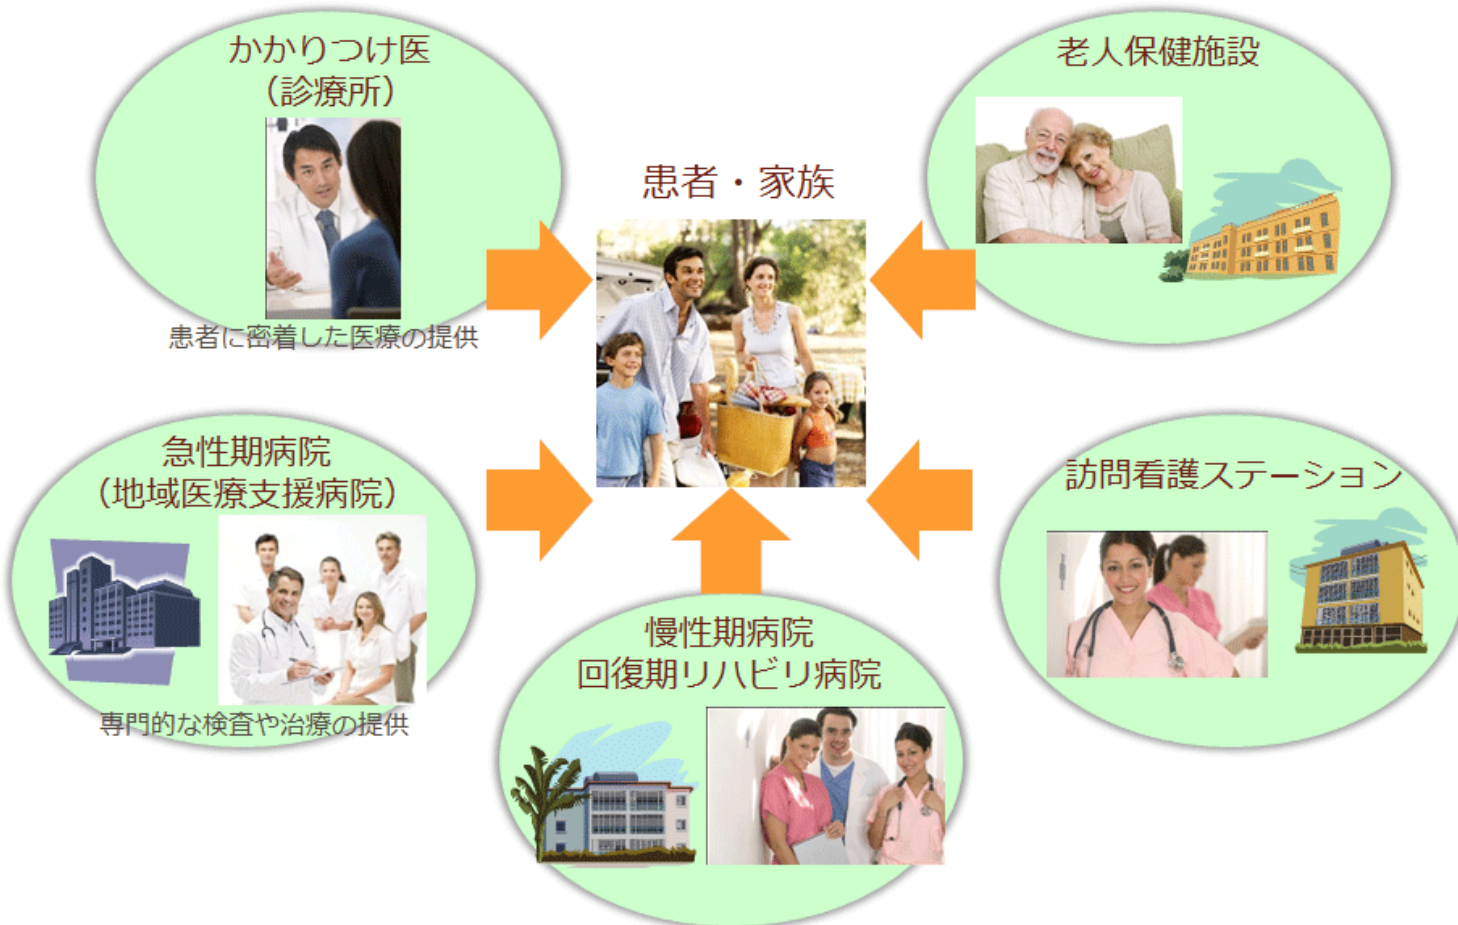 かかりつけ医
（診療所）
患者に密着した医療の提供
患者・家族
老人保健施設
急性期病院
（地域医療支援病院）
専門的な検査や治療の提供
慢性期病院
回復期リハビリ病院
訪問看護ステーション